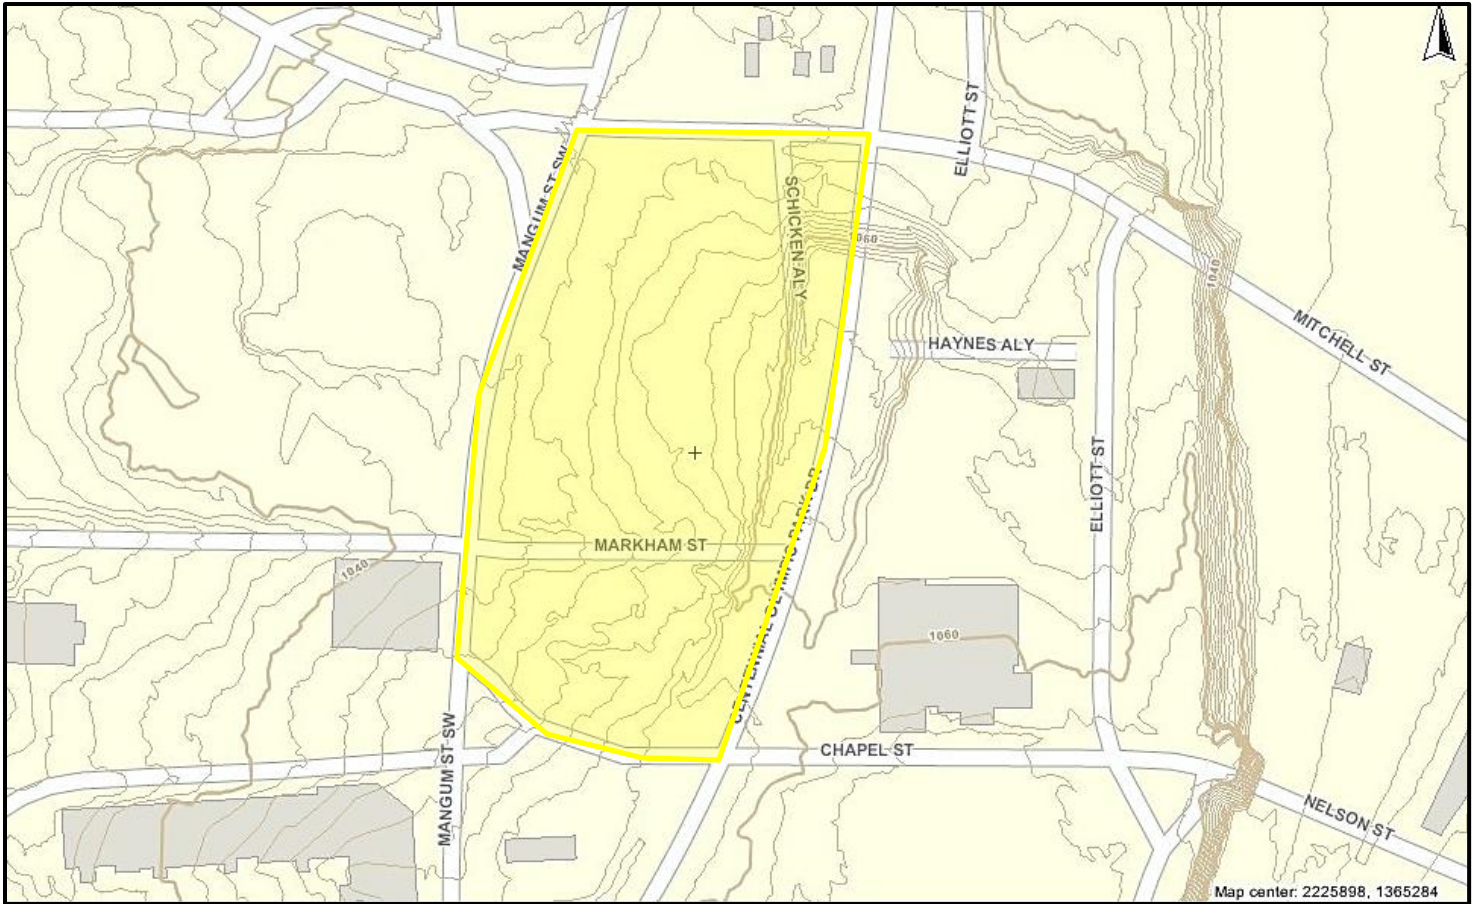 ELLIOTT ST
MANGUM ST SW
SCHICKEN ALY
1060
1040
MITCHELL ST
HAYNES ALY
ELLIOTT ST
MARKHAM ST
1040
CENTENNIAL OLYMPIC PARK DR
1060
MANGUM ST SW
CHAPEL ST
NELSON ST
Map center: 2225898, 1365284